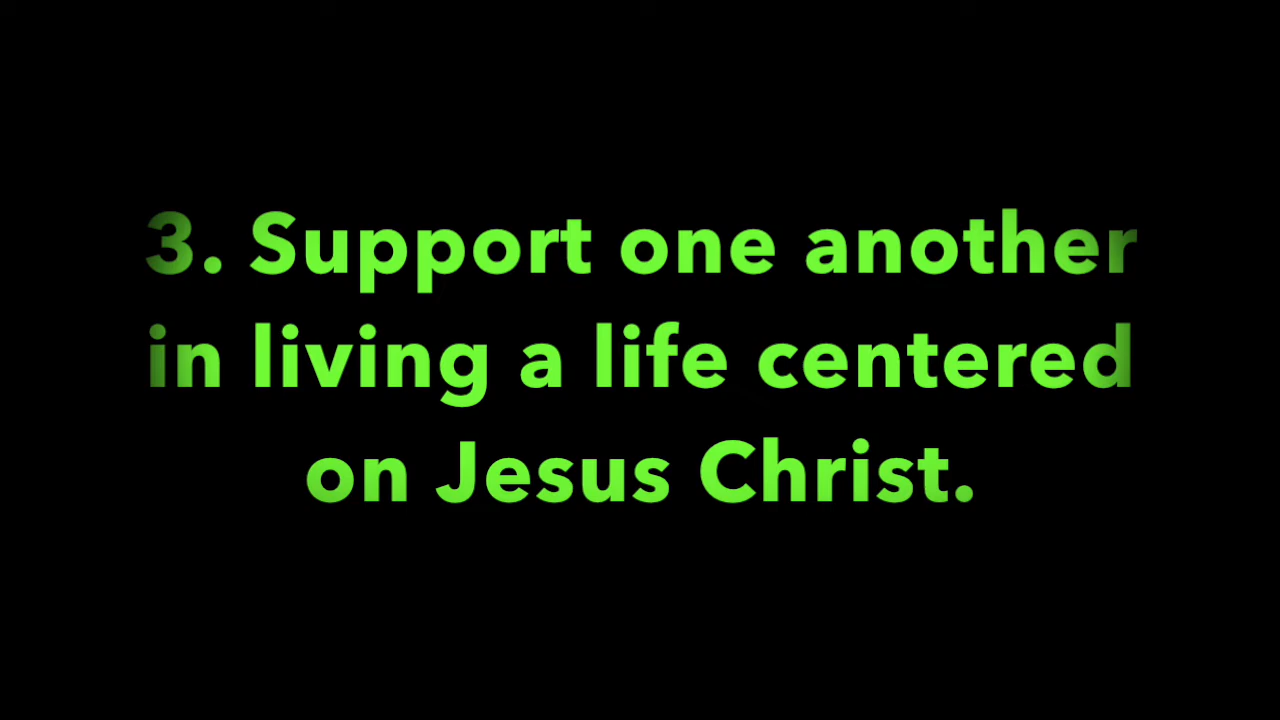 3. Support one another
in living a life centered
on Jesus Christ.